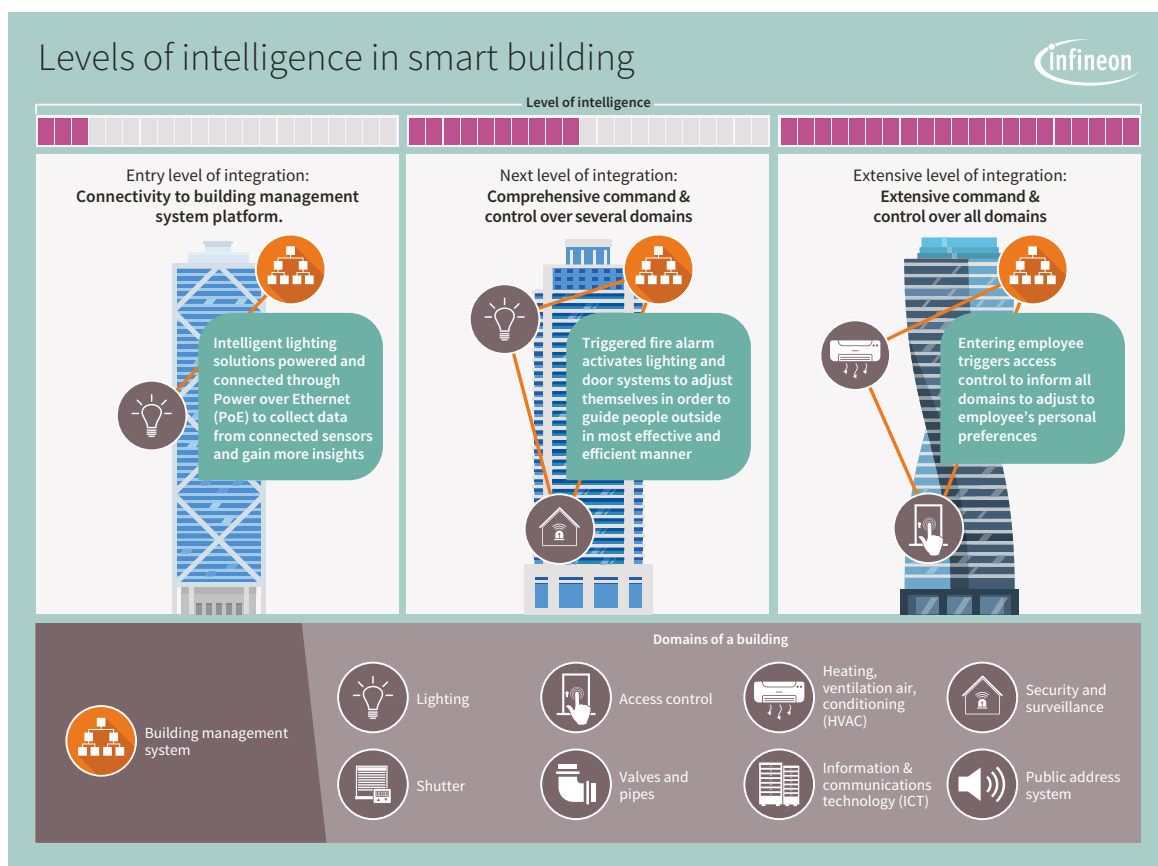 Levels of intelligence in smart building
infineon
Level of intelligence
Entry level of integration:
Connectivity to building management
system platform.
Intelligent lighting
solutions powered and
connected through
Power over Ethernet
(PoE) to collect data
from connected sensors
and gain more insights
Next level of integration:
Comprehensive command &
control over several domains
Triggered fire alarm
activates lighting and
door systems to adjust
themselves in order to
guide people outside
in most effective and
efficient manner
Extensive level of integration:
Extensive command &
control over all domains
Entering employee
triggers access
control to inform all
domains to adjust to
employee's personal
preferences
Building management
system
Domains of a building
Lighting
Access control
Heating,
ventilation air,
conditioning
(HVAC)
Security and
surveillance
Shutter
Valves and
pipes
Information &
communications
technology (ICT)
Public address
system